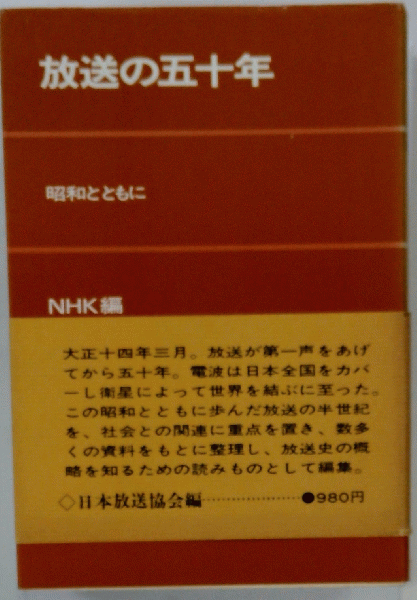 放送の五十年
昭和とともに
NHK編
大正十四年三月。放送が第一声をあげ
てから五十年。電波は日本全国をカバ
ーし衛星によって世界を結ぶに至った。
この昭和とともに歩んだ放送の半世紀
を、社会との関連に重点を置き、数多
くの資料をもとに整理し、放送史の概
略を知るための読みものとして編集。
◇日本放送協会編…………………●980円